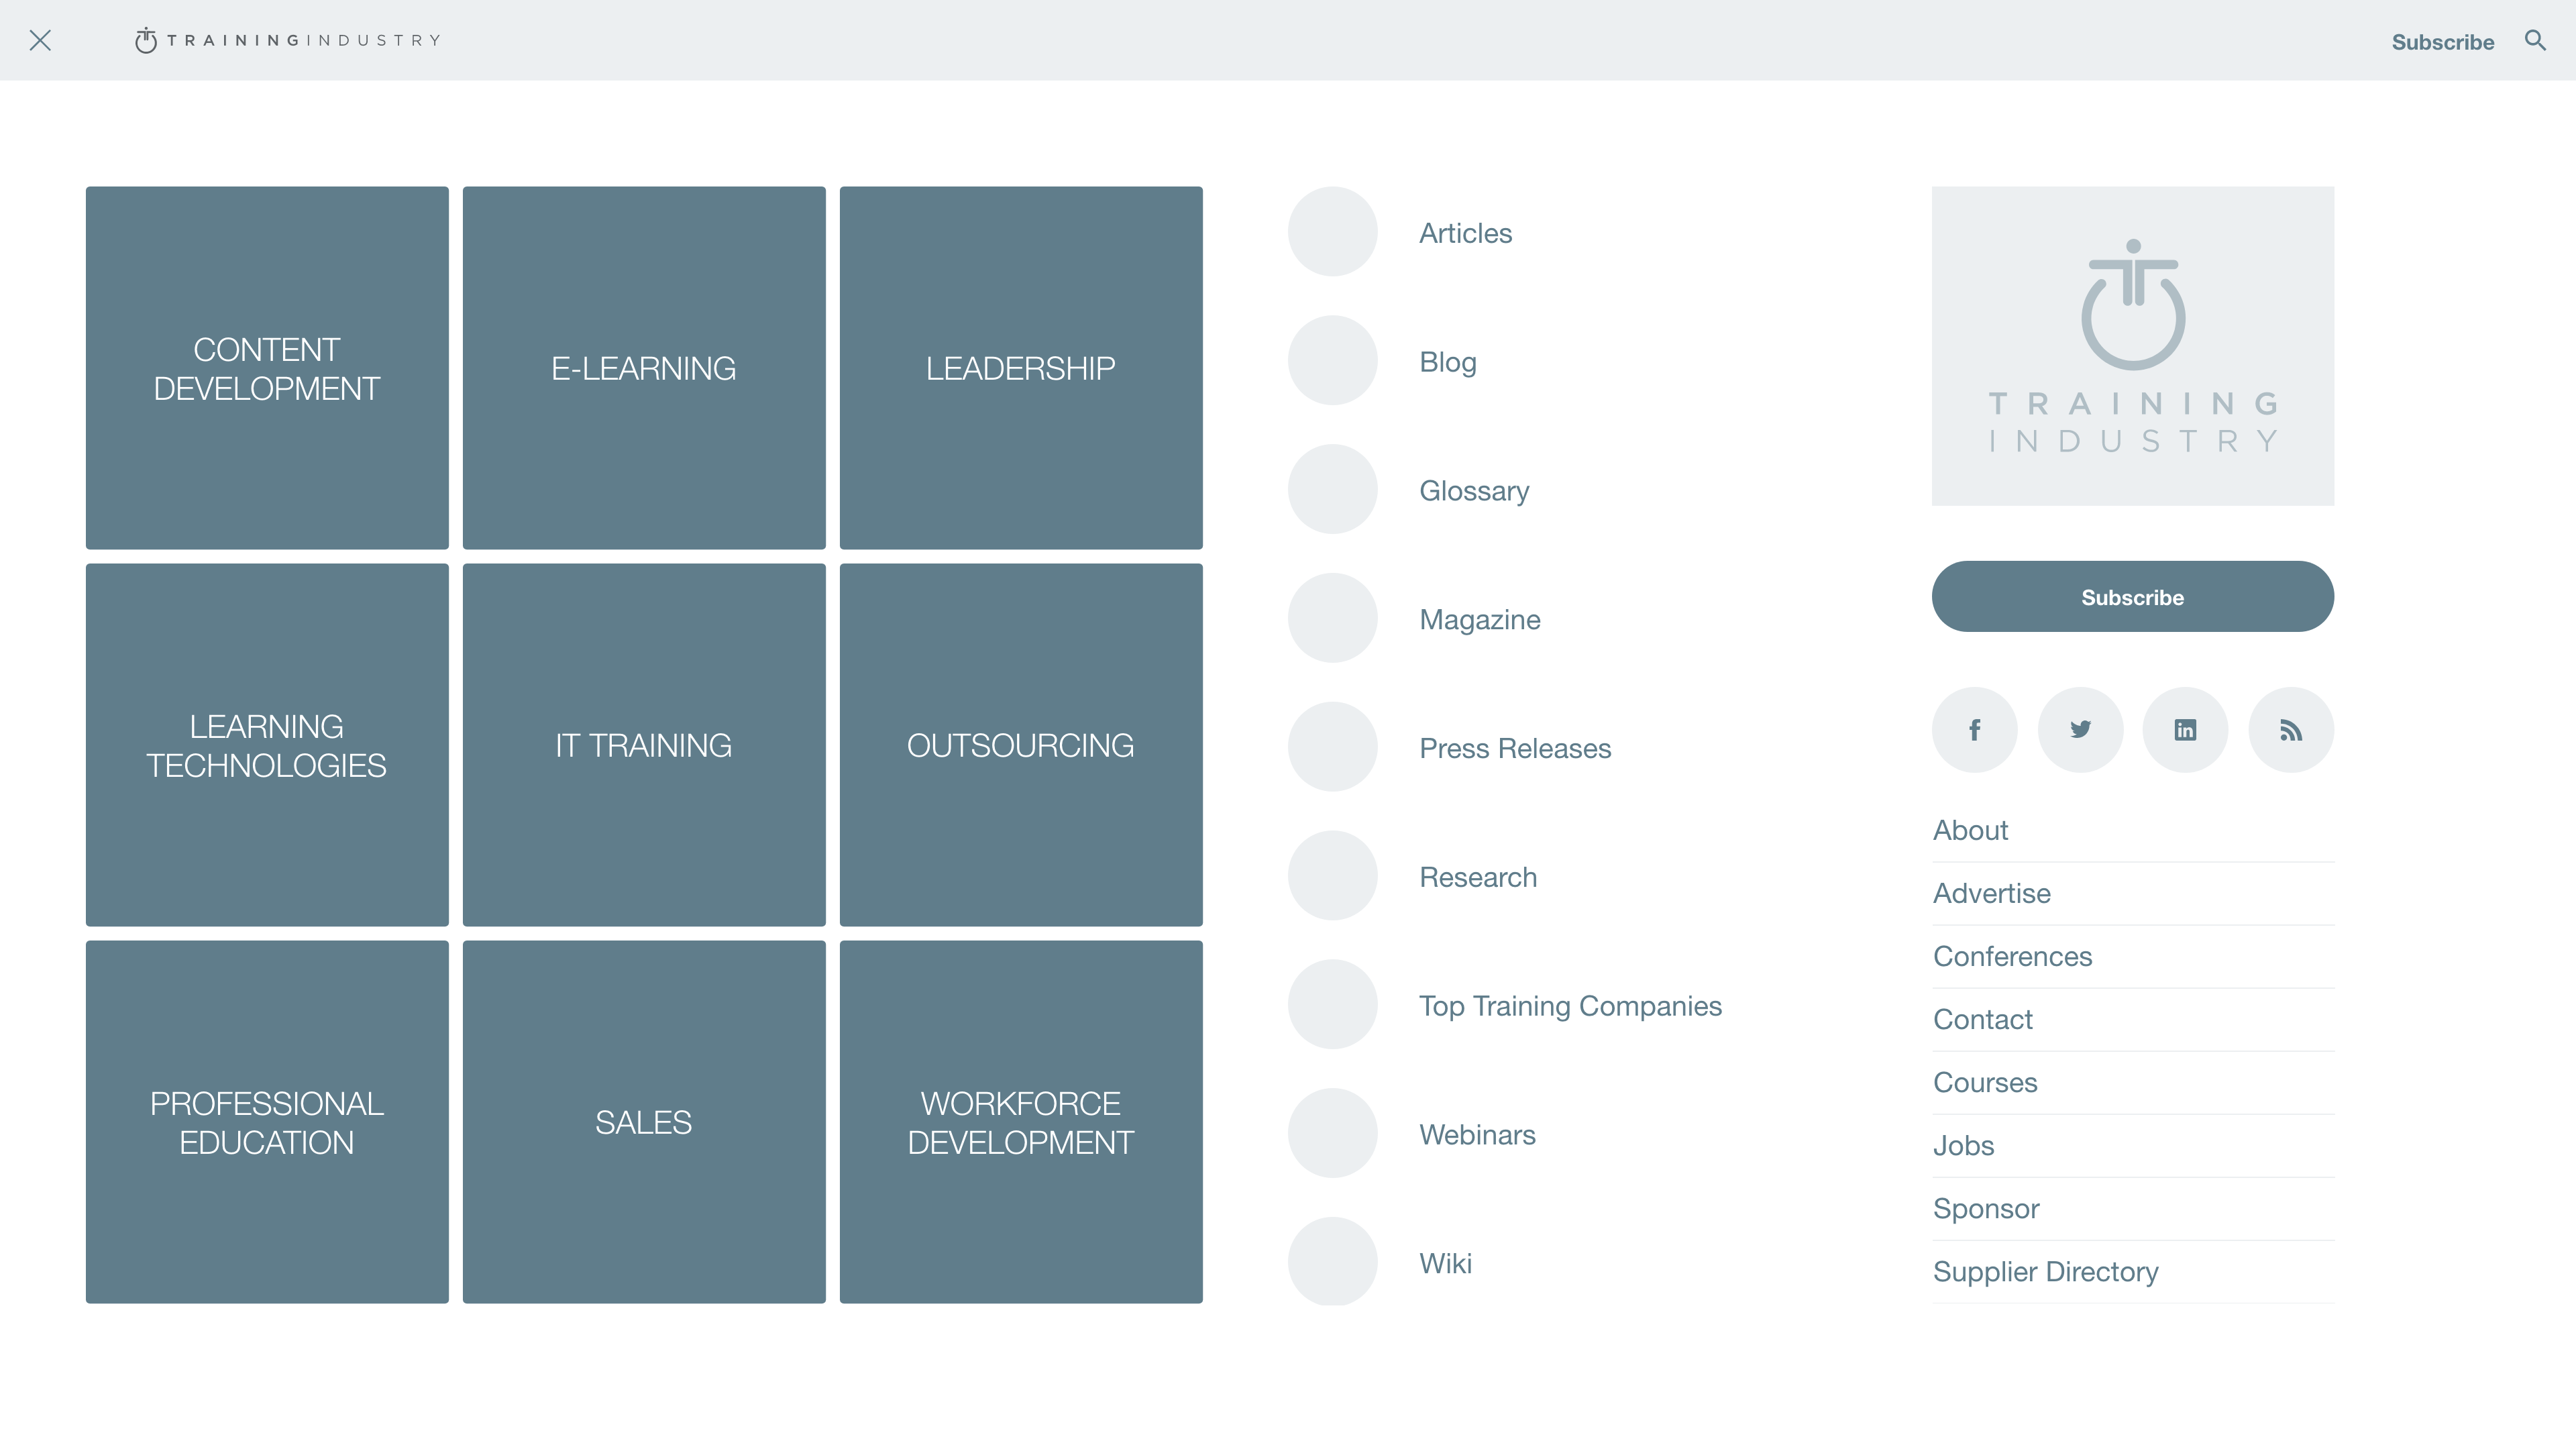 TRAININGINDUSTRY
Subscribe
CONTENT
DEVELOPMENT
E-LEARNING
LEADERSHIP
LEARNING
TECHNOLOGIES
IT TRAINING
OUTSOURCING
PROFESSIONAL
EDUCATION
SALES
WORKFORCE
DEVELOPMENT
Articles
Blog
Glossary
Magazine
Press Releases
Research
Top Training Companies
Webinars
Wiki
TRAINING
INDUSTRY
Subscribe
About
Advertise
Conferences
Contact
Courses
Jobs
Sponsor
Supplier Directory